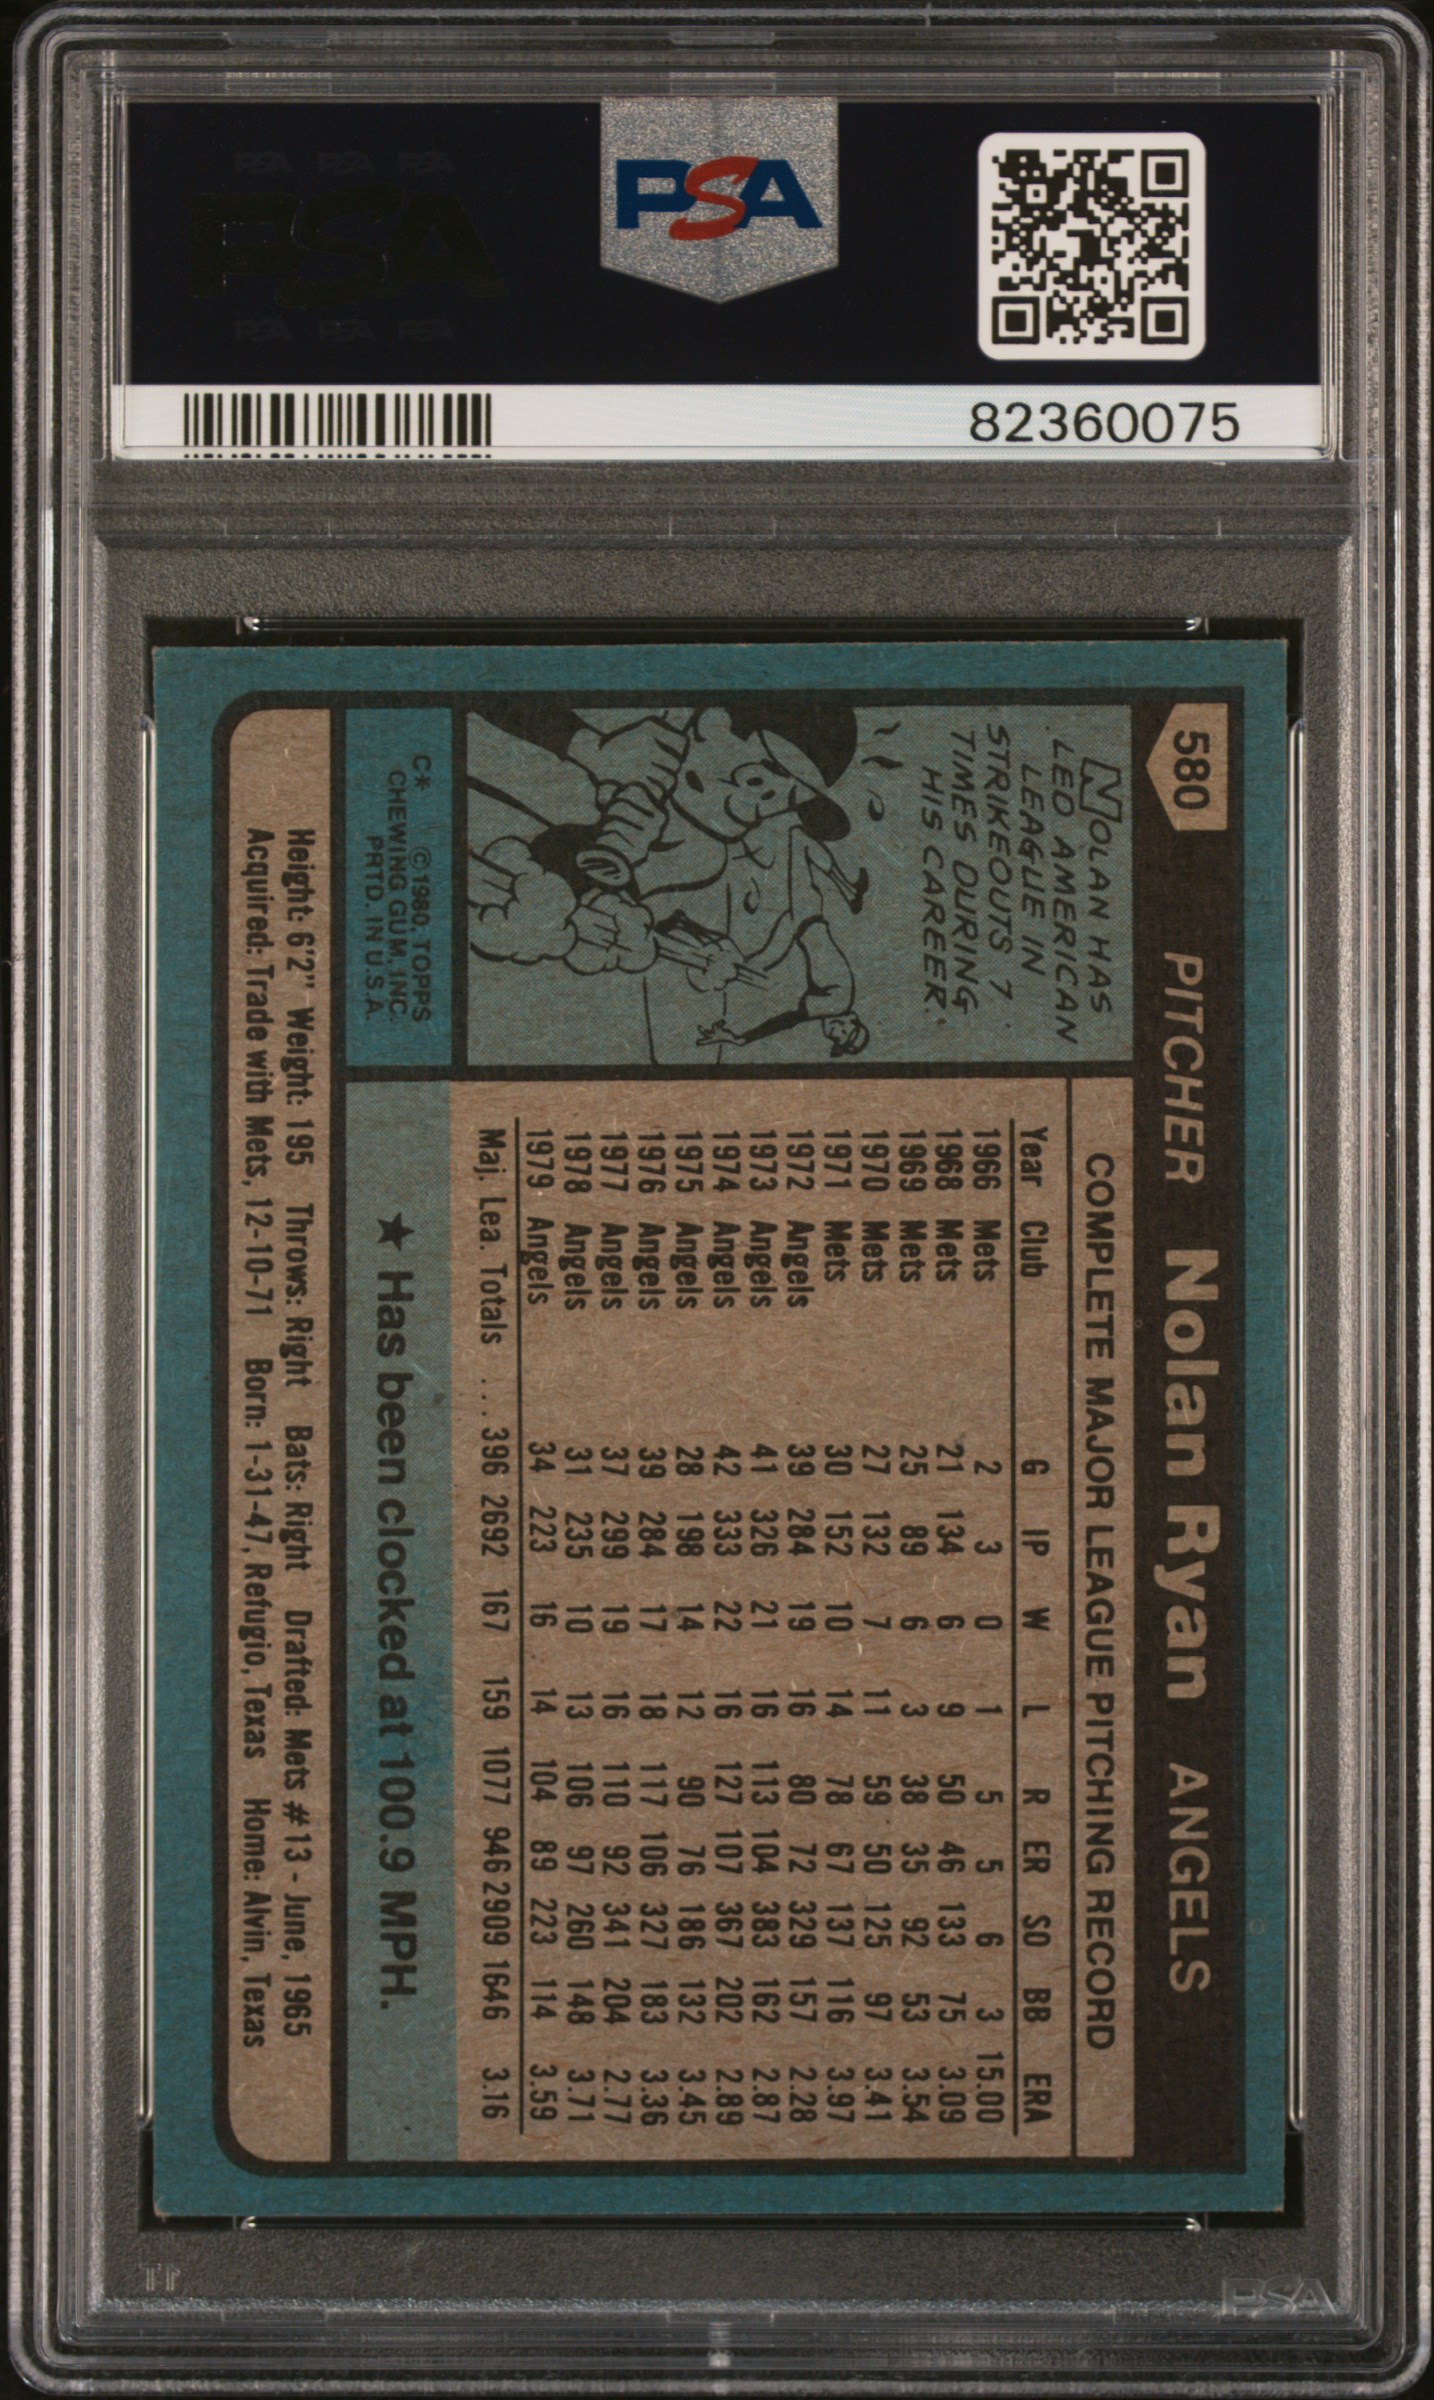 PSA PSA PSA
PSA
PSA PSA PSA
PSA
82360075
580 PITCHER Nolan Ryan ANGELS
NOLAN HAS
LED AMERICAN
LEAGUE IN
STRIKEOUTS 7
TIMES DURING
HIS CAREER.
C* ©1980, TOPPS
CHEWING GUM, INC.
PRTD. IN U.S.A.
COMPLETE MAJOR LEAGUE PITCHING RECORD
Year Club G IP W L R ER SO BB ERA
1966 Mets 2 3 0 1 5 5 6 3 15.00
1968 Mets 21 134 6 9 50 46 133 75 3.09
1969 Mets 25 89 6 3 38 35 92 53 3.54
1970 Mets 27 132 7 11 59 50 125 97 3.41
1971 Mets 30 152 10 14 78 67 137 116 3.97
1972 Angels 39 284 19 16 80 72 329 157 2.28
1973 Angels 41 326 21 16 113 104 383 162 2.87
1974 Angels 42 333 22 16 127 107 367 202 2.89
1975 Angels 28 198 14 12 90 76 186 132 3.45
1976 Angels 39 284 17 18 117 106 327 183 3.36
1977 Angels 37 299 19 16 110 92 341 204 2.77
1978 Angels 31 235 10 13 106 97 260 148 3.71
1979 Angels 34 223 16 14 104 89 223 114 3.59
Maj. Lea. Totals ... 396 2692 167 159 1077 946 2909 1646 3.16
★ Has been clocked at 100.9 MPH.
Height: 6'2" Weight: 195 Throws: Right Bats: Right Drafted: Mets #13 - June, 1965
Acquired: Trade with Mets, 12-10-71 Born: 1-31-47, Refugio, Texas Home: Alvin, Texas
PSA